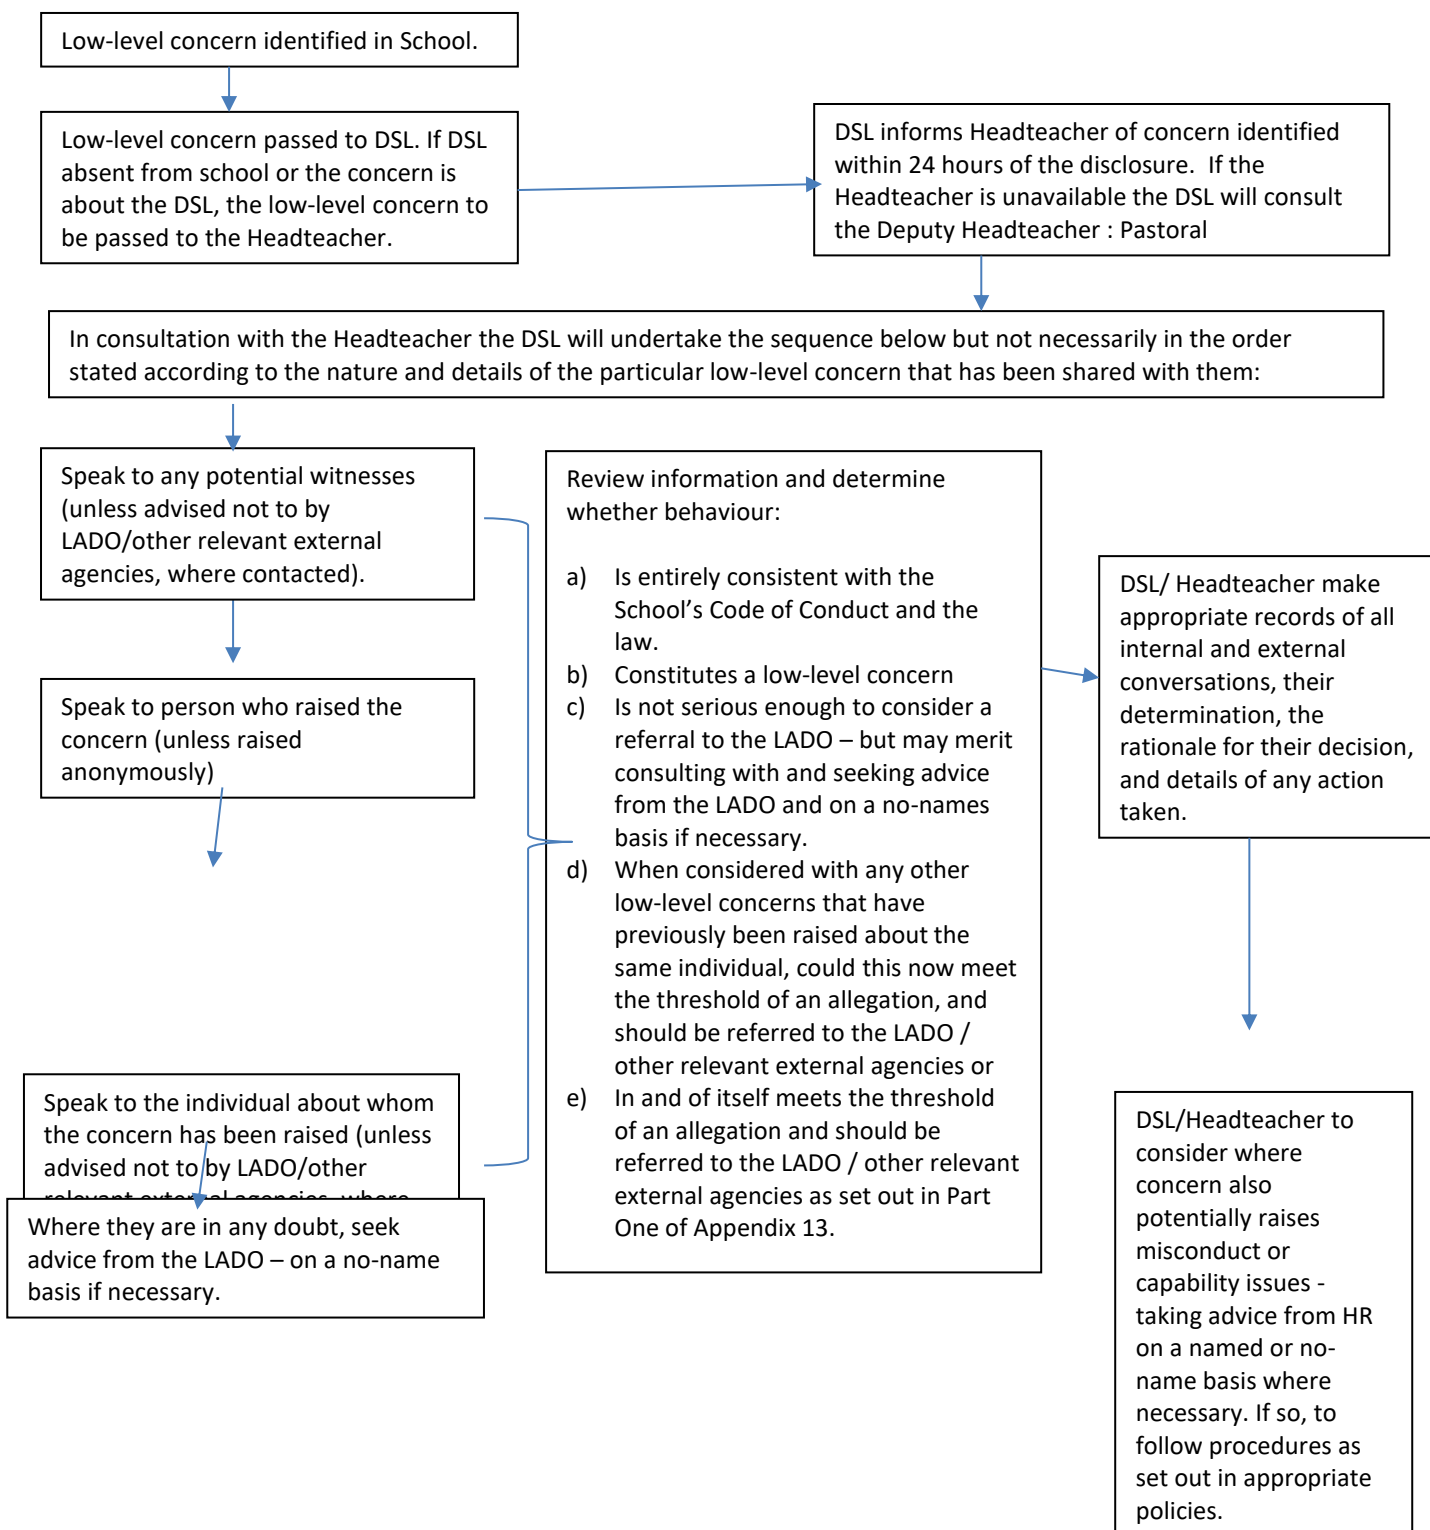 Low-level concern identified in School.
Low-level concern passed to DSL. If DSL
absent from school or the concern is
about the DSL, the low-level concern to
be passed to the Headteacher.
DSL informs Headteacher of concern identified
within 24 hours of the disclosure.  If the
Headteacher is unavailable the DSL will consult
the Deputy Headteacher : Pastoral
In consultation with the Headteacher the DSL will undertake the sequence below but not necessarily in the order
stated according to the nature and details of the particular low-level concern that has been shared with them:
Speak to any potential witnesses
(unless advised not to by
LADO/other relevant external
agencies, where contacted).
Speak to person who raised the
concern (unless raised
anonymously)
Speak to the individual about whom
the concern has been raised (unless
advised not to by LADO/other
relevant external agencies, where
Where they are in any doubt, seek
advice from the LADO – on a no-name
basis if necessary.
Review information and determine
whether behaviour:
a) Is entirely consistent with the
School’s Code of Conduct and the
law.
b) Constitutes a low-level concern
c) Is not serious enough to consider a
referral to the LADO – but may merit
consulting with and seeking advice
from the LADO and on a no-names
basis if necessary.
d) When considered with any other
low-level concerns that have
previously been raised about the
same individual, could this now meet
the threshold of an allegation, and
should be referred to the LADO /
other relevant external agencies or
e) In and of itself meets the threshold
of an allegation and should be
referred to the LADO / other relevant
external agencies as set out in Part
One of Appendix 13.
DSL/ Headteacher make
appropriate records of all
internal and external
conversations, their
determination, the
rationale for their decision,
and details of any action
taken.
DSL/Headteacher to
consider where
concern also
potentially raises
misconduct or
capability issues -
taking advice from HR
on a named or no-
name basis where
necessary. If so, to
follow procedures as
set out in appropriate
policies.